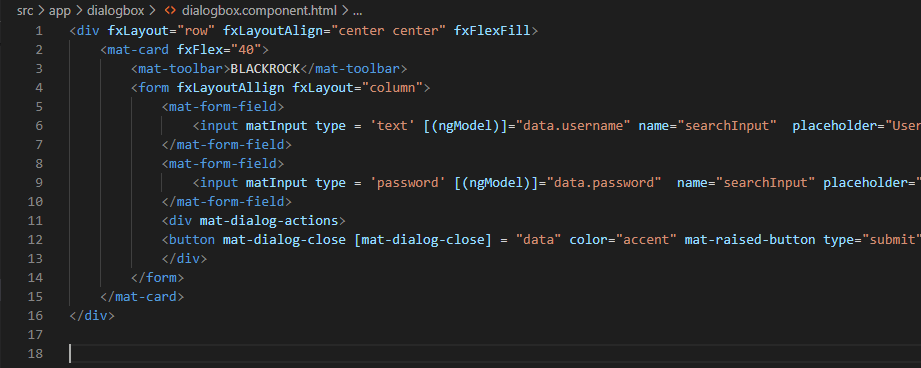 src > app > dialogbox > <> dialogbox.component.html > ...
1 <div fxLayout="row" fxLayoutAlign="center center" fxFlexFill>
2 <mat-card fxFlex="40">
3 <mat-toolbar>BLACKROCK</mat-toolbar>
4 <form fxLayoutAllign fxLayout="column">
5 <mat-form-field>
6 <input matInput type = 'text' [(ngModel)]="data.username" name="searchInput"  placeholder="User
7 </mat-form-field>
8 <mat-form-field>
9 <input matInput type = 'password' [(ngModel)]="data.password"  name="searchInput" placeholder="
10 </mat-form-field>
11 <div mat-dialog-actions>
12 <button mat-dialog-close [mat-dialog-close] = "data" color="accent" mat-raised-button type="submit"
13 </div>
14 </form>
15 </mat-card>
16 </div>
17
18